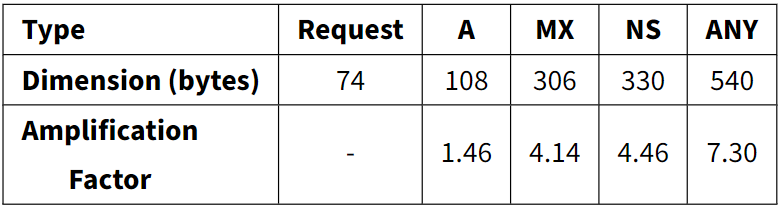 Type Request A MX NS ANY
Dimension (bytes) 74 108 306 330 540
Amplification
Factor - 1.46 4.14 4.46 7.30